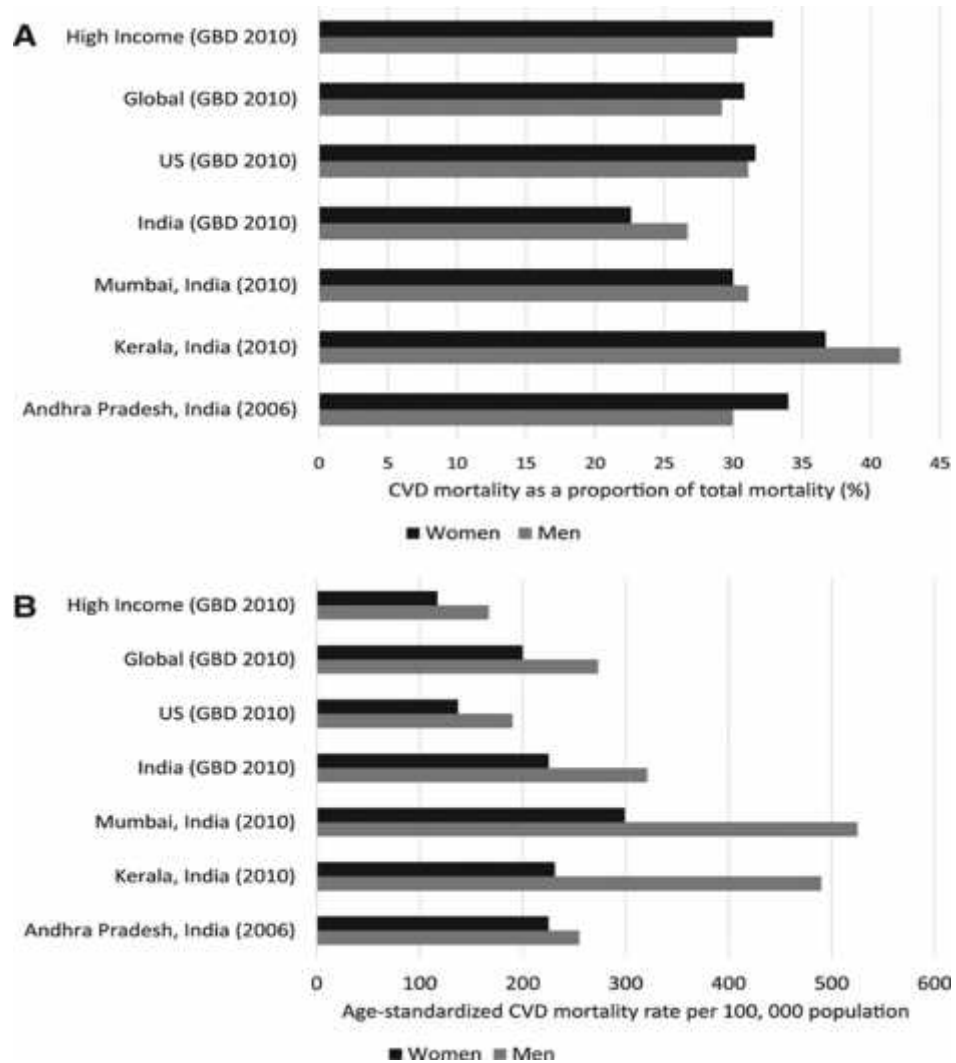 A
High Income (GBD 2010)
Global (GBD 2010)
US (GBD 2010)
India (GBD 2010)
Mumbai, India (2010)
Kerala, India (2010)
Andhra Pradesh, India (2006)
0 5 10 15 20 25 30 35 40 45
CVD mortality as a proportion of total mortality (%)
Women Men
B
High Income (GBD 2010)
Global (GBD 2010)
US (GBD 2010)
India (GBD 2010)
Mumbai, India (2010)
Kerala, India (2010)
Andhra Pradesh, India (2006)
0 100 200 300 400 500 600
Age-standardized CVD mortality rate per 100, 000 population
Women Men